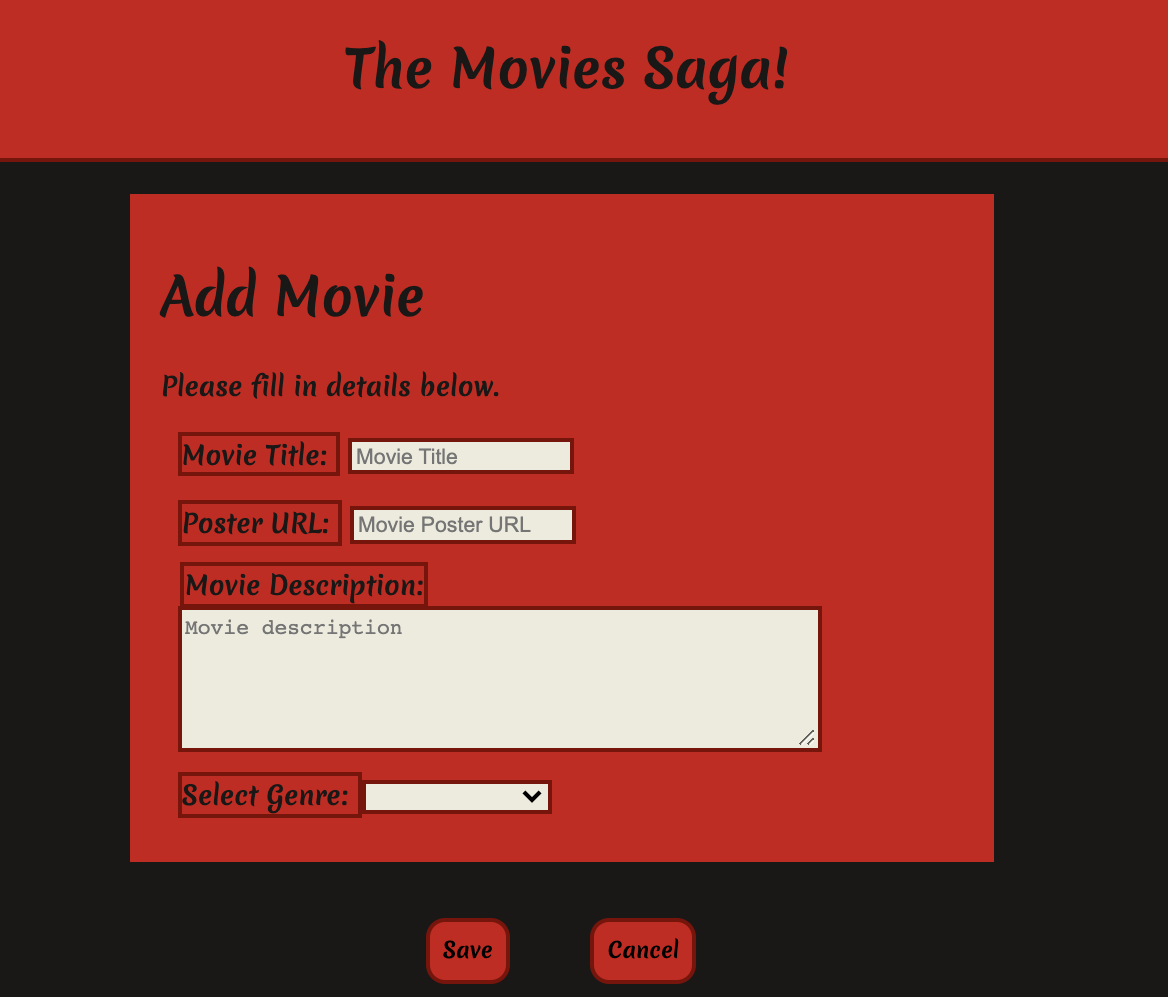 The Movies Saga!
Add Movie
Please fill in details below.
Movie Title: Movie Title
Poster URL: Movie Poster URL
Movie Description:
Movie description
Select Genre:
Save Cancel